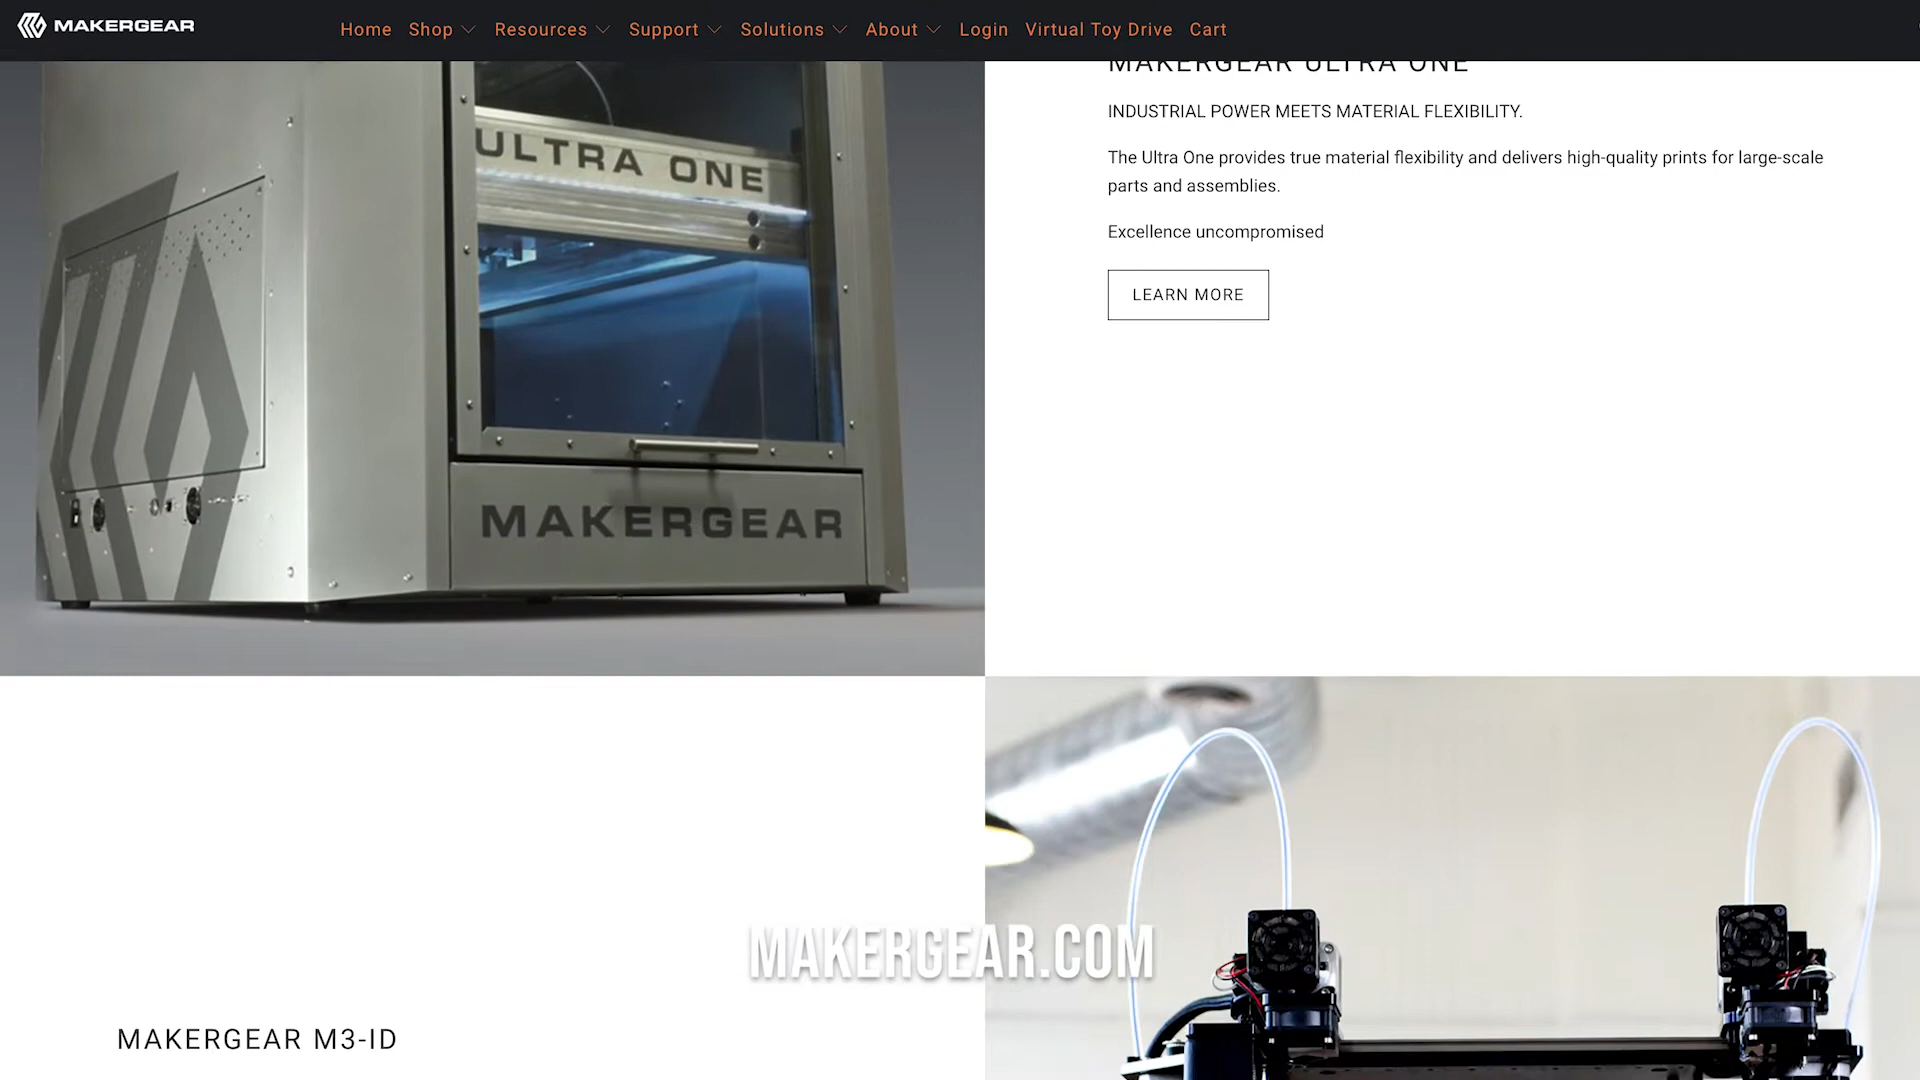 MAKERGEAR
Home Shop Resources Support Solutions About Login Virtual Toy Drive Cart
MAKERGEAR ULTRA ONE
INDUSTRIAL POWER MEETS MATERIAL FLEXIBILITY.
The Ultra One provides true material flexibility and delivers high-quality prints for large-scale
parts and assemblies.
Excellence uncompromised
LEARN MORE
ULTRA ONE
MAKERGEAR
MAKERGEAR.COM
MAKERGEAR M3-ID